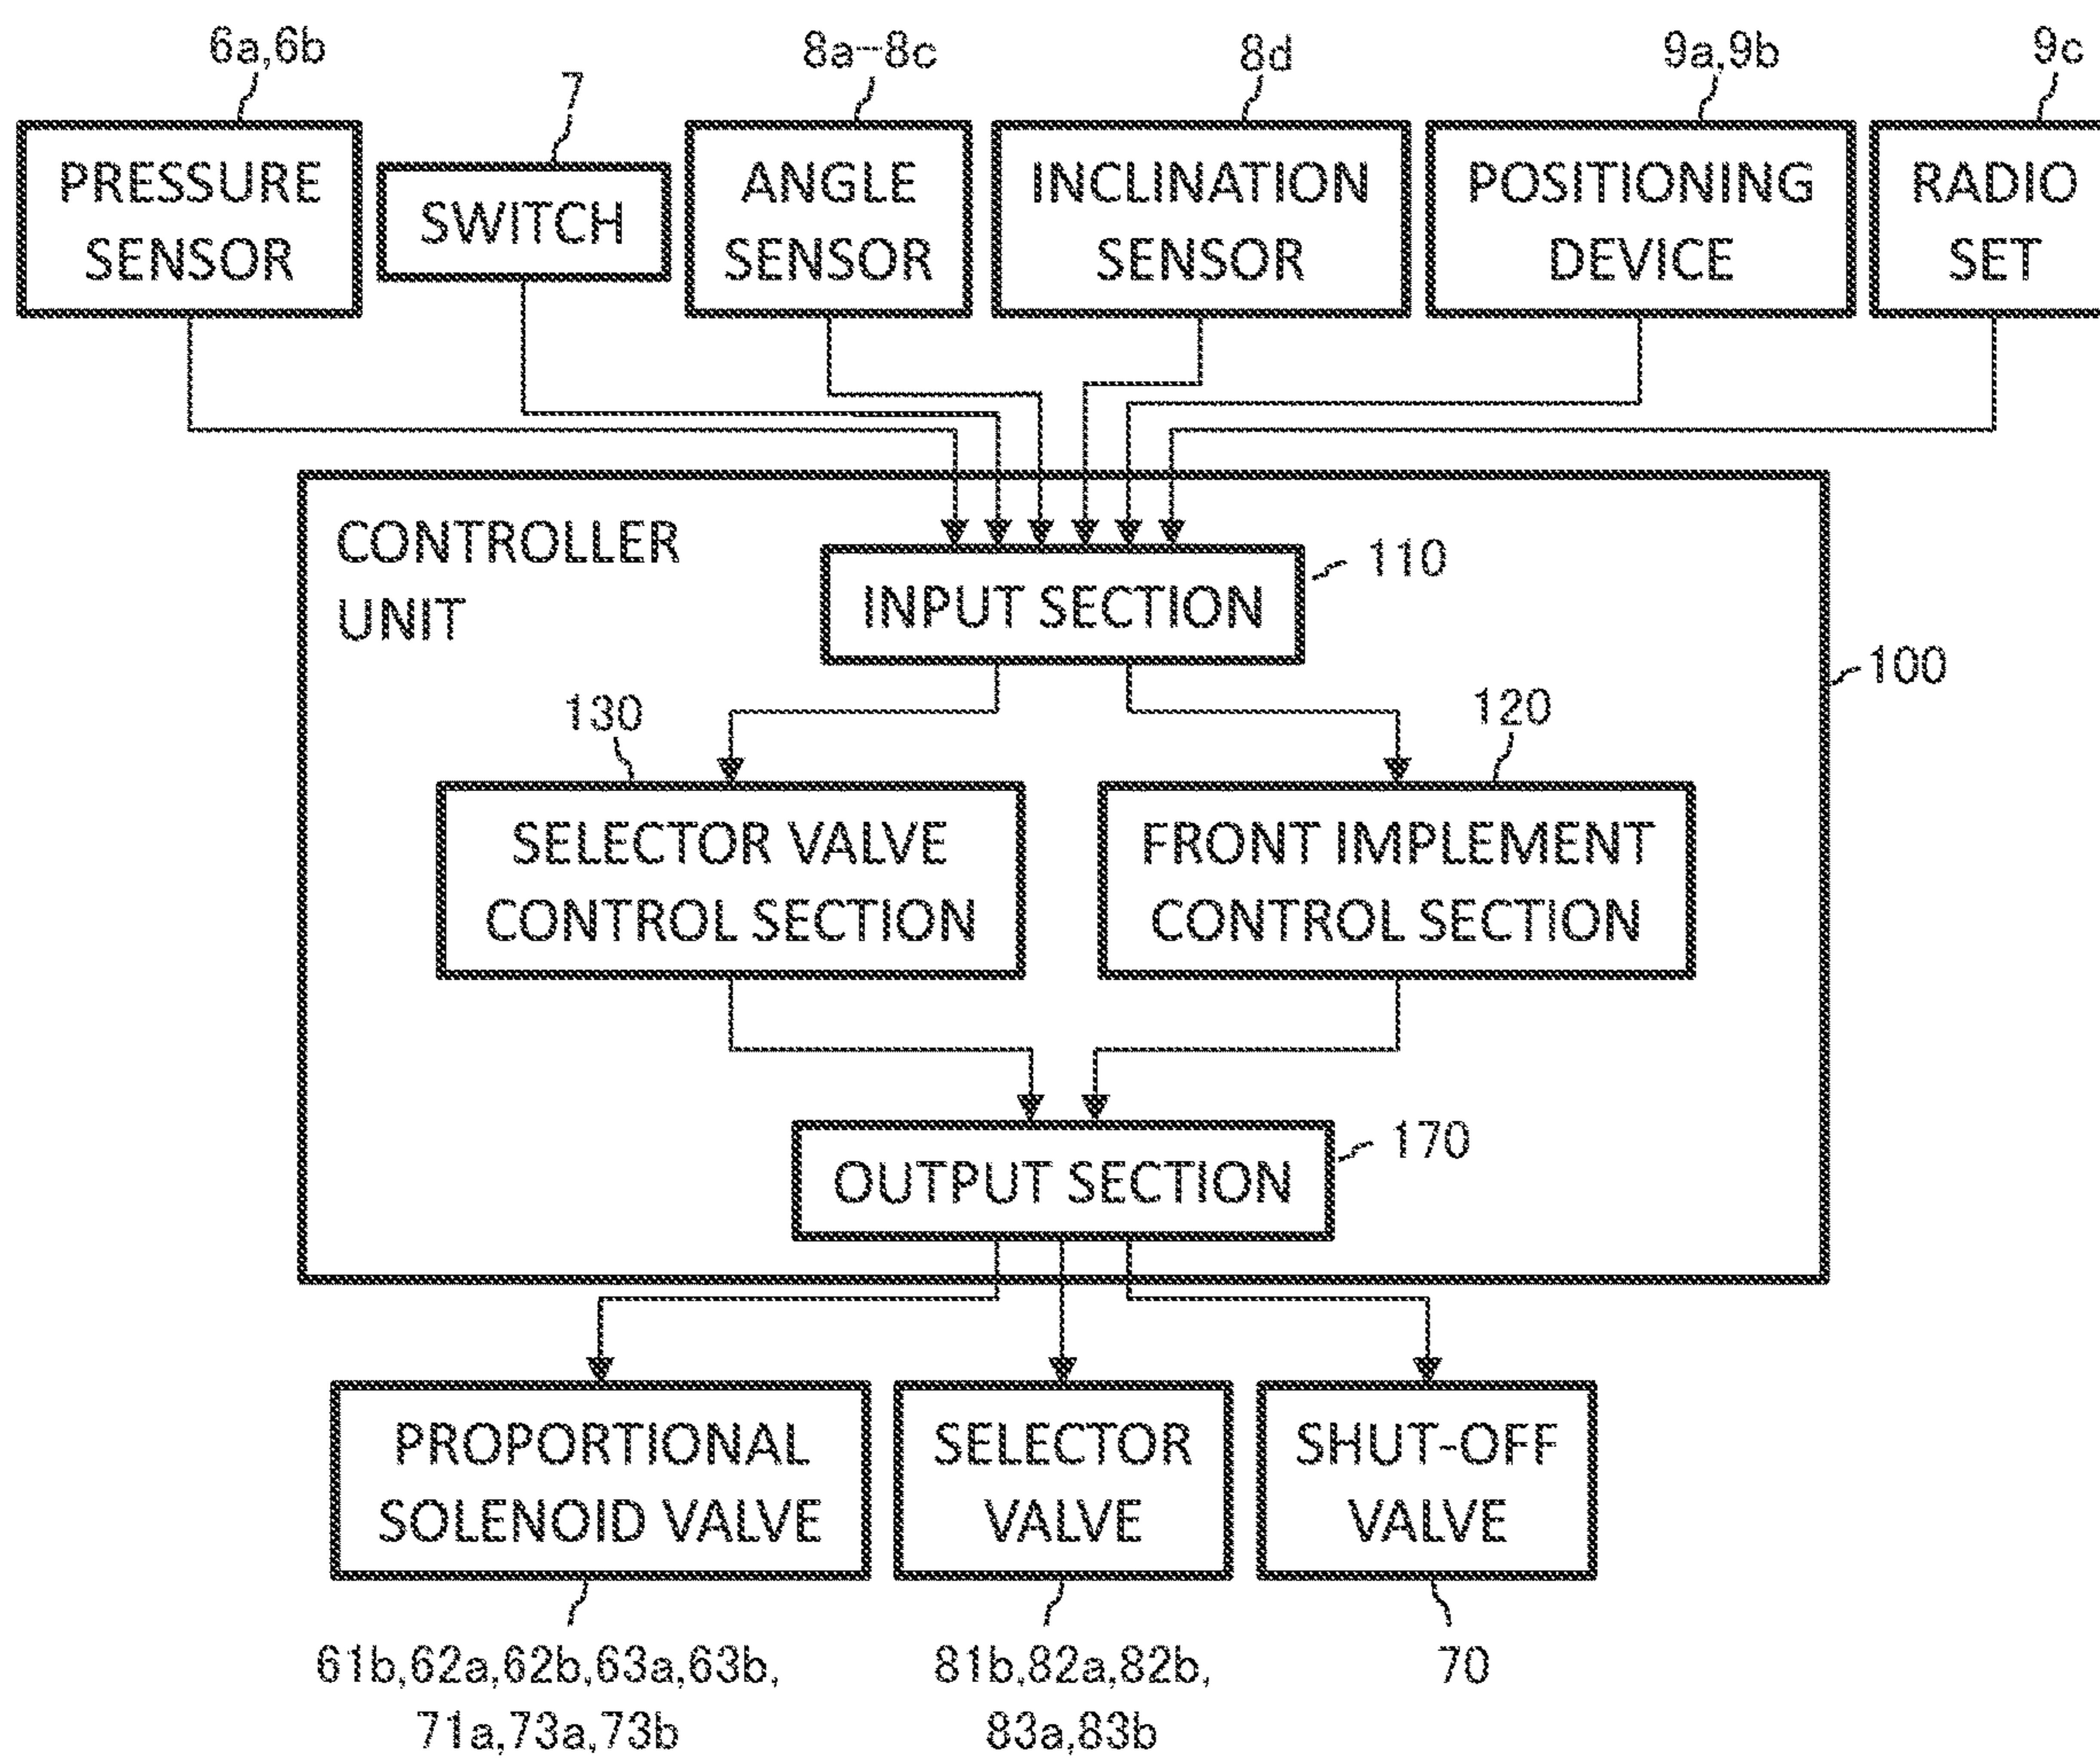 6a,6b
7
8a-8c
8d
9a,9b
9c
PRESSURE
SENSOR
SWITCH
ANGLE
SENSOR
INCLINATION
SENSOR
POSITIONING
DEVICE
RADIO
SET
CONTROLLER
UNIT
INPUT SECTION
110
100
130
120
SELECTOR VALVE
CONTROL SECTION
FRONT IMPLEMENT
CONTROL SECTION
OUTPUT SECTION
170
PROPORTIONAL
SOLENOID VALVE
SELECTOR
VALVE
SHUT-OFF
VALVE
61b,62a,62b,63a,63b,
71a,73a,73b
81b,82a,82b,
83a,83b
70